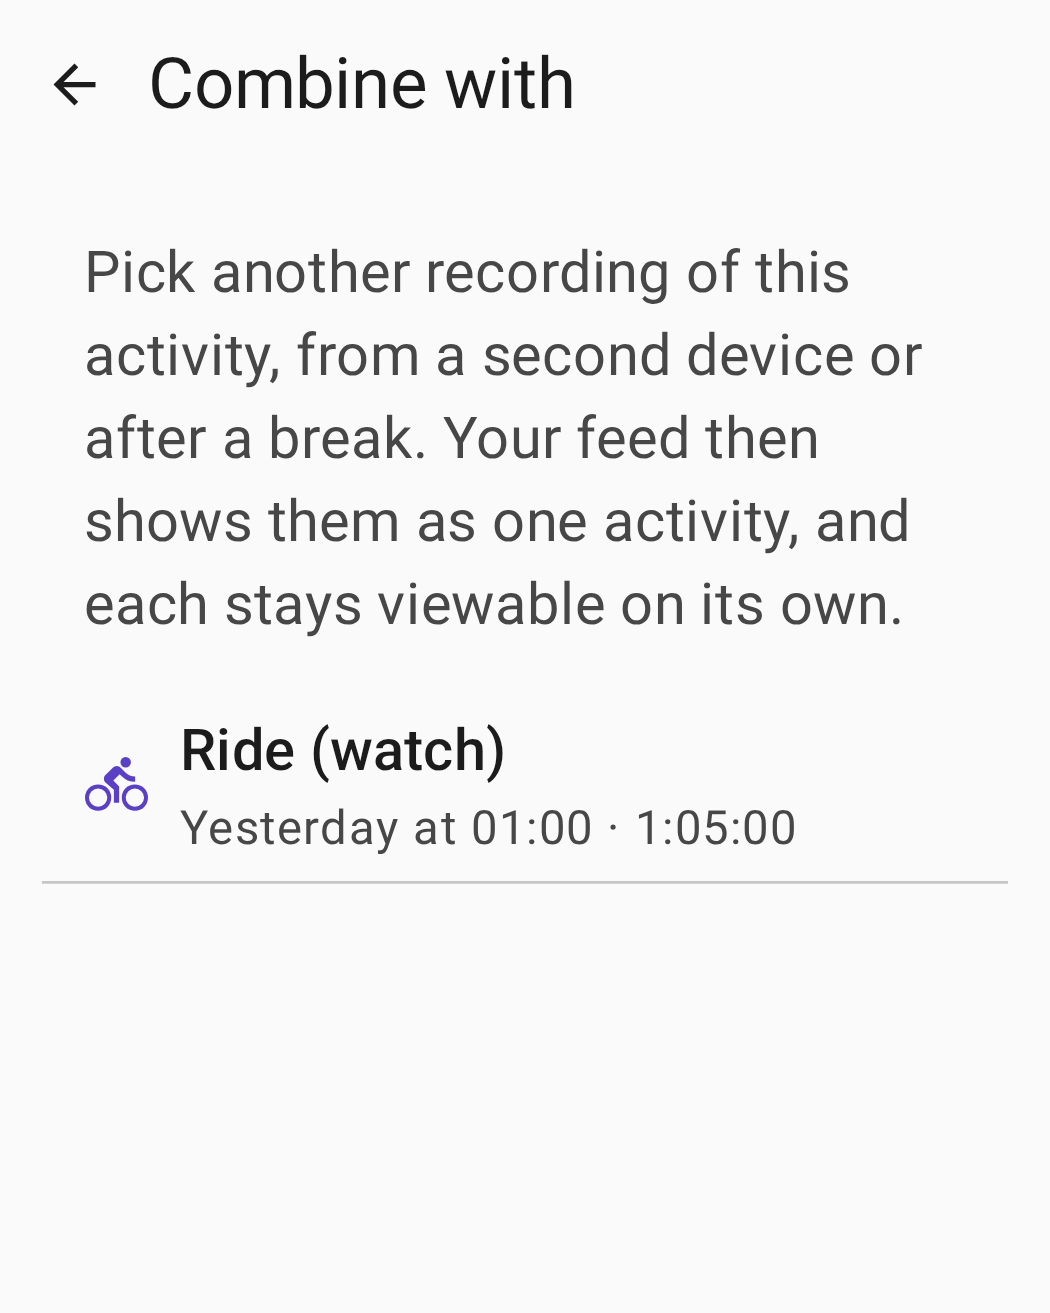 Combine with
Pick another recording of this
activity, from a second device or
after a break. Your feed then
shows them as one activity, and
each stays viewable on its own.
Ride (watch)
Yesterday at 01:00 · 1:05:00